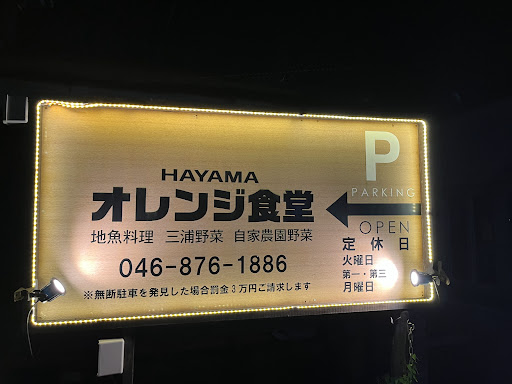 HAYAMA
オレンジ食堂
地魚料理 三浦野菜 自家農園野菜
046-876-1886
※無断駐車を発見した場合罰金3万円ご請求します
P
PARKING
OPEN
定休日
火曜日
第一・第三
月曜日